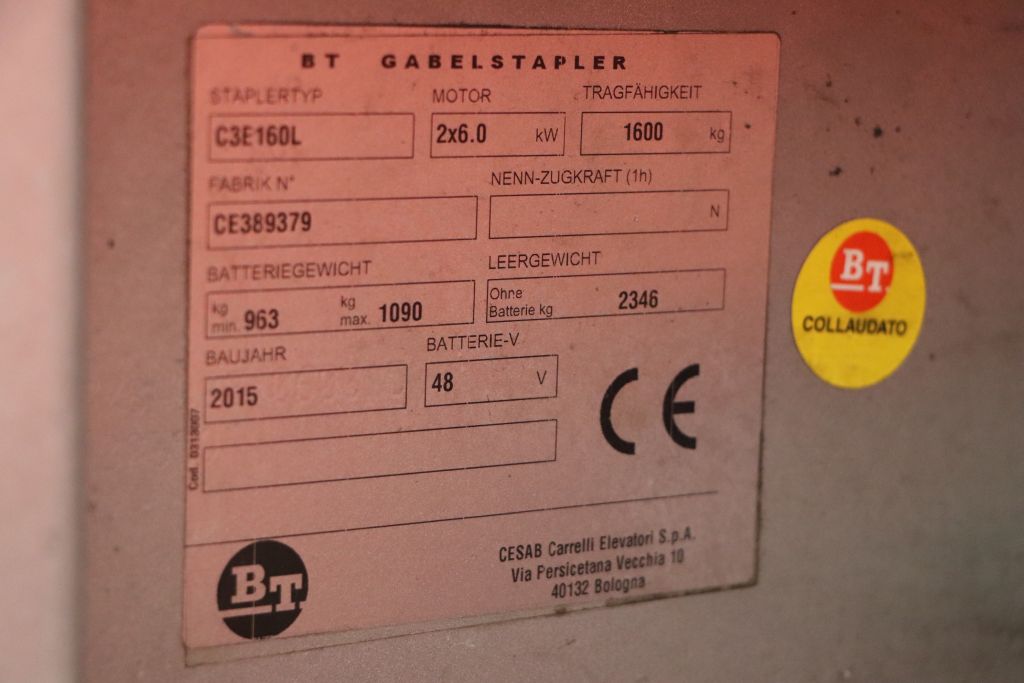 BT GABELSTAPLER
STAPLERTYP MOTOR TRAGFÄHIGKEIT
C3E160L 2x6.0 kW 1600 kg
FABRIK N° NENN-ZUGKRAFT (1h)
CE389379 N
BATTERIEGEWICHT LEERGEWICHT
kg min. 963 kg max. 1090 Ohne Batterie kg 2346
BAUJAHR BATTERIE-V
2015 48 V
CE
Cod. 0313007
BT
CESAB Carrelli Elevatori S.p.A.
Via Persicetana Vecchia 10
40132 Bologna
BT
COLLAUDATO